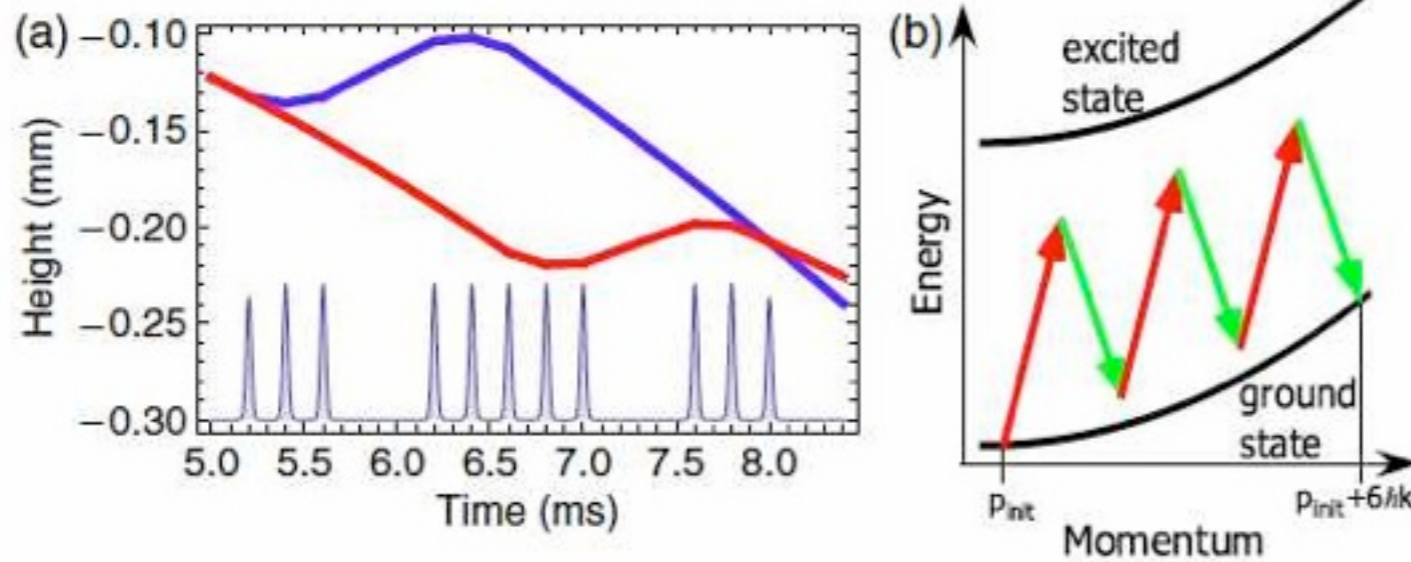 (a)
−0.10
−0.15
−0.20
−0.25
−0.30
Height (mm)
5.0 5.5 6.0 6.5 7.0 7.5 8.0
Time (ms)
(b)
excited
state
Energy
ground
state
pinit
pinit+6ħk
Momentum